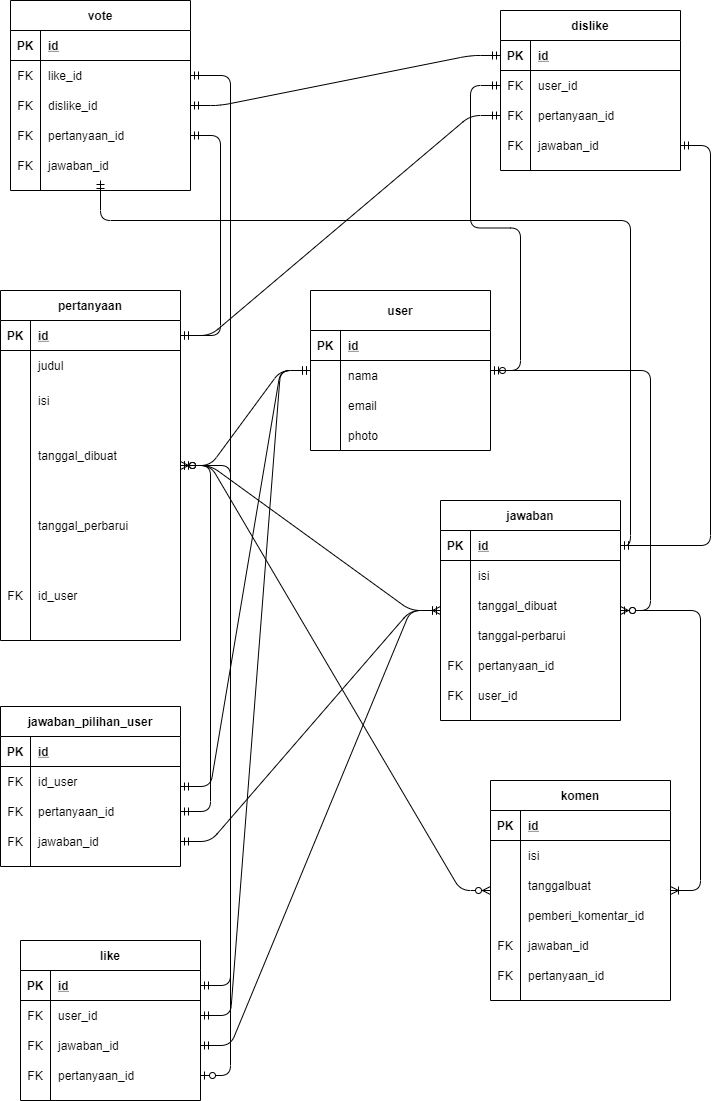 vote
PK id
FK like_id
FK dislike_id
FK pertanyaan_id
FK jawaban_id
dislike
PK id
FK user_id
FK pertanyaan_id
FK jawaban_id
pertanyaan
PK id
judul
isi
tanggal_dibuat
tanggal_perbarui
FK id_user
user
PK id
nama
email
photo
jawaban
PK id
isi
tanggal_dibuat
tanggal-perbarui
FK pertanyaan_id
FK user_id
jawaban_pilihan_user
PK id
FK id_user
FK pertanyaan_id
FK jawaban_id
komen
PK id
isi
tanggalbuat
pemberi_komentar_id
FK jawaban_id
FK pertanyaan_id
like
PK id
FK user_id
FK jawaban_id
FK pertanyaan_id